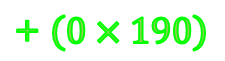 + (0 × 190)